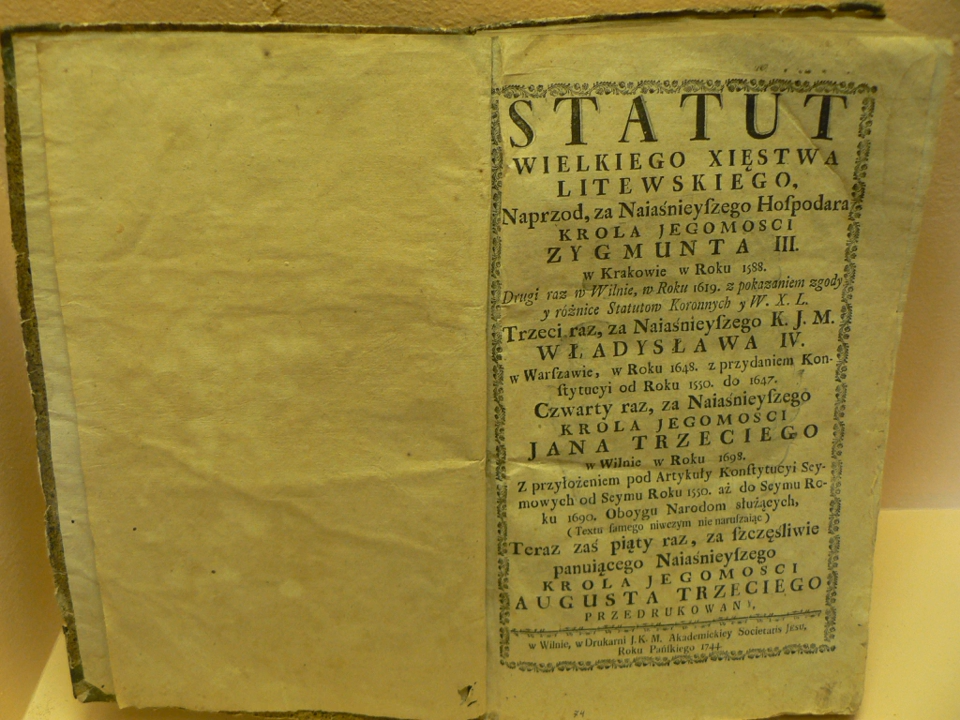 STATUT
WIELKIEGO XIĘSTWA
LITEWSKIEGO,
Naprzod, za Naiaśnieyſzego Hoſpodara
KROLA JEGOMOSCI
ZYGMUNTA III.
w Krakowie w Roku 1588.
Drugi raz w Wilnie, w Roku 1619. z pokazaniem zgody
y rożnice Statutow Koronnych y W. X. L.
Trzeci raz, za Naiaśnieyſzego K. J. M.
WŁADYSŁAWA IV.
w Warſzawie, w Roku 1648. z przydaniem Kon-
ſtytucyi od Roku 1550. do 1647.
Czwarty raz, za Naiaśnieyſzego
KROLA JEGOMOSCI
JANA TRZECIEGO
w Wilnie w Roku 1698.
Z przyłożeniem pod Artykuły Konſtytucyi Sey-
mowych od Seymu Roku 1550. aż do Seymu Ro-
ku 1690. Oboygu Narodom służących,
(Textu ſamego niwczym nie naruſzaiąc)
Teraz zaś piąty raz, za ſzczęśliwie
panuiącego Naiaśnieyſzego
KROLA JEGOMOSCI
AUGUSTA TRZECIEGO
PRZEDRUKOWANY,
w Wilnie, w Drukarni J. K. M. Akademickiey Societatis JESU,
Roku Pańſkiego 1744.